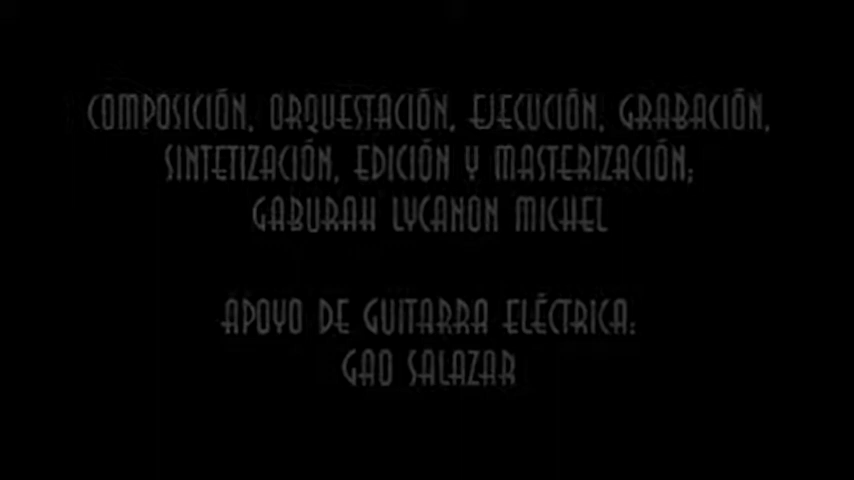 COMPOSICIÓN, ORQUESTACIÓN, EJECUCIÓN, GRABACIÓN,
SINTETIZACIÓN, EDICIÓN Y MASTERIZACIÓN;
GABURAH LYCANON MICHEL
APOYO DE GUITARRA ELÉCTRICA:
GAO SALAZAR